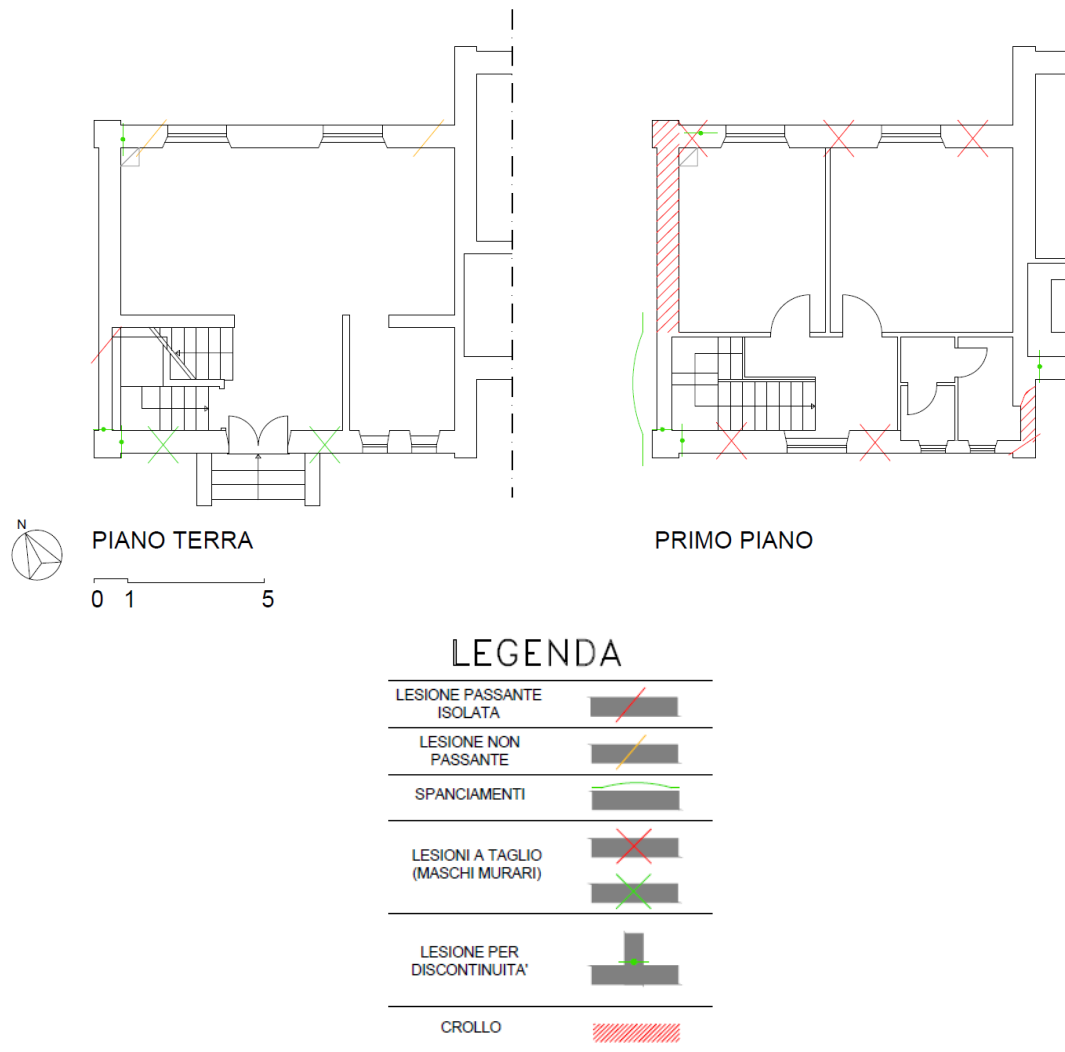 N
PIANO TERRA
PRIMO PIANO
0 1 5
LEGENDA
LESIONE PASSANTE
ISOLATA
LESIONE NON
PASSANTE
SPANCIAMENTI
LESIONI A TAGLIO
(MASCHI MURARI)
LESIONE PER
DISCONTINUITA'
CROLLO